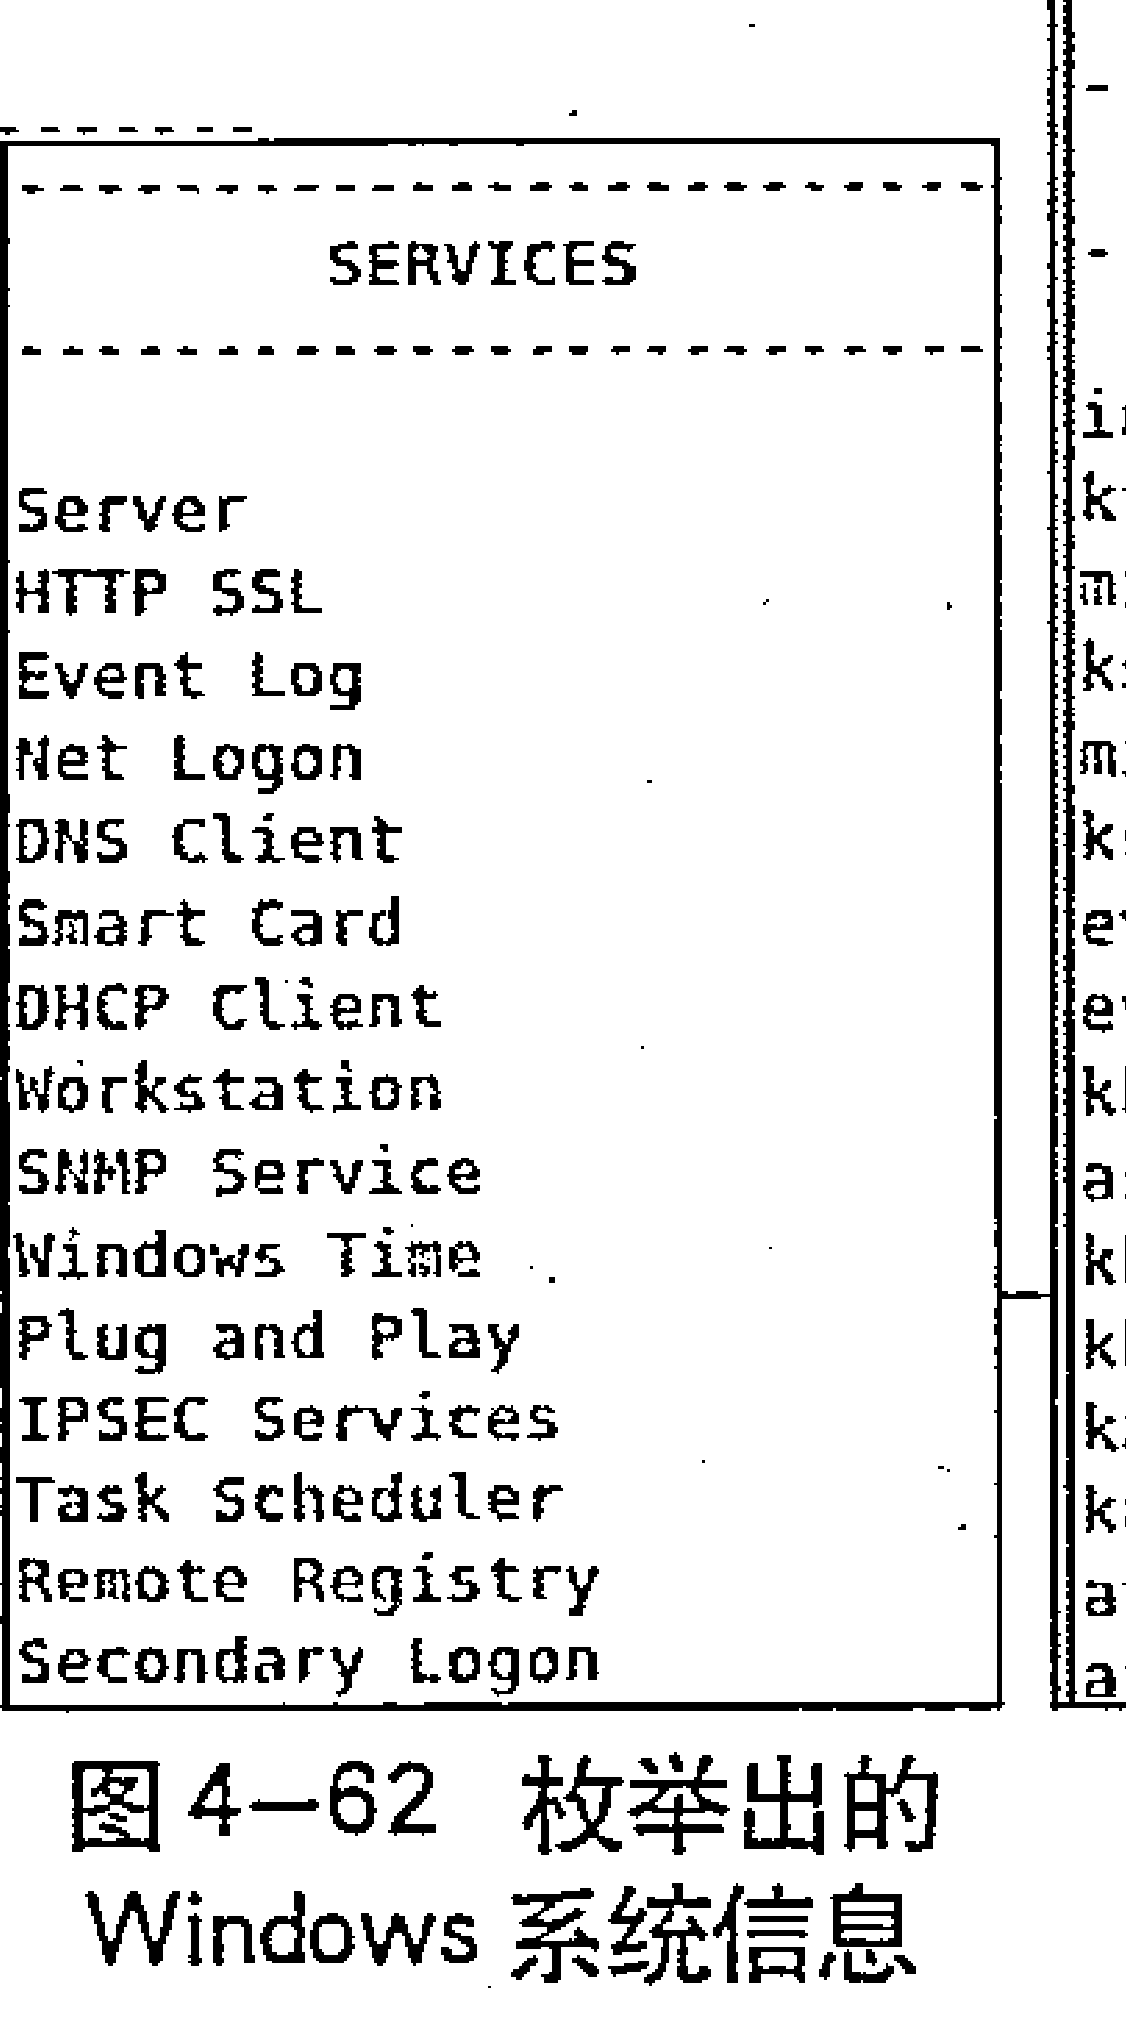 - - - - - - - - - - - - - - - - - - - - - - - - - -
SERVICES
- - - - - - - - - - - - - - - - - - - - - - - - - -
Server
HTTP SSL
Event Log
Net Logon
DNS Client
Smart Card
DHCP Client
Workstation
SNMP Service
Windows Time
Plug and Play
IPSEC Services
Task Scheduler
Remote Registry
Secondary Logon
图 4—62 枚举出的
Windows 系统信息